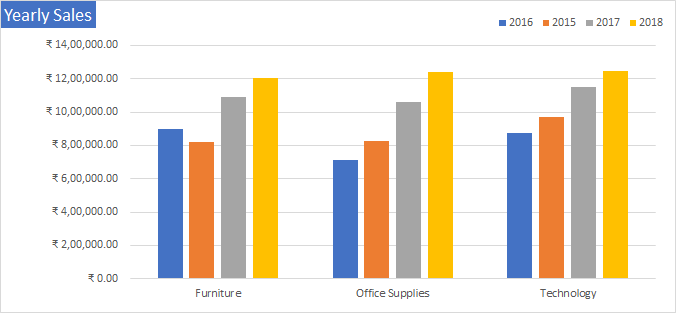 Yearly Sales
2016 2015 2017 2018
₹ 14,00,000.00
₹ 12,00,000.00
₹ 10,00,000.00
₹ 8,00,000.00
₹ 6,00,000.00
₹ 4,00,000.00
₹ 2,00,000.00
₹ 0.00
Furniture Office Supplies Technology